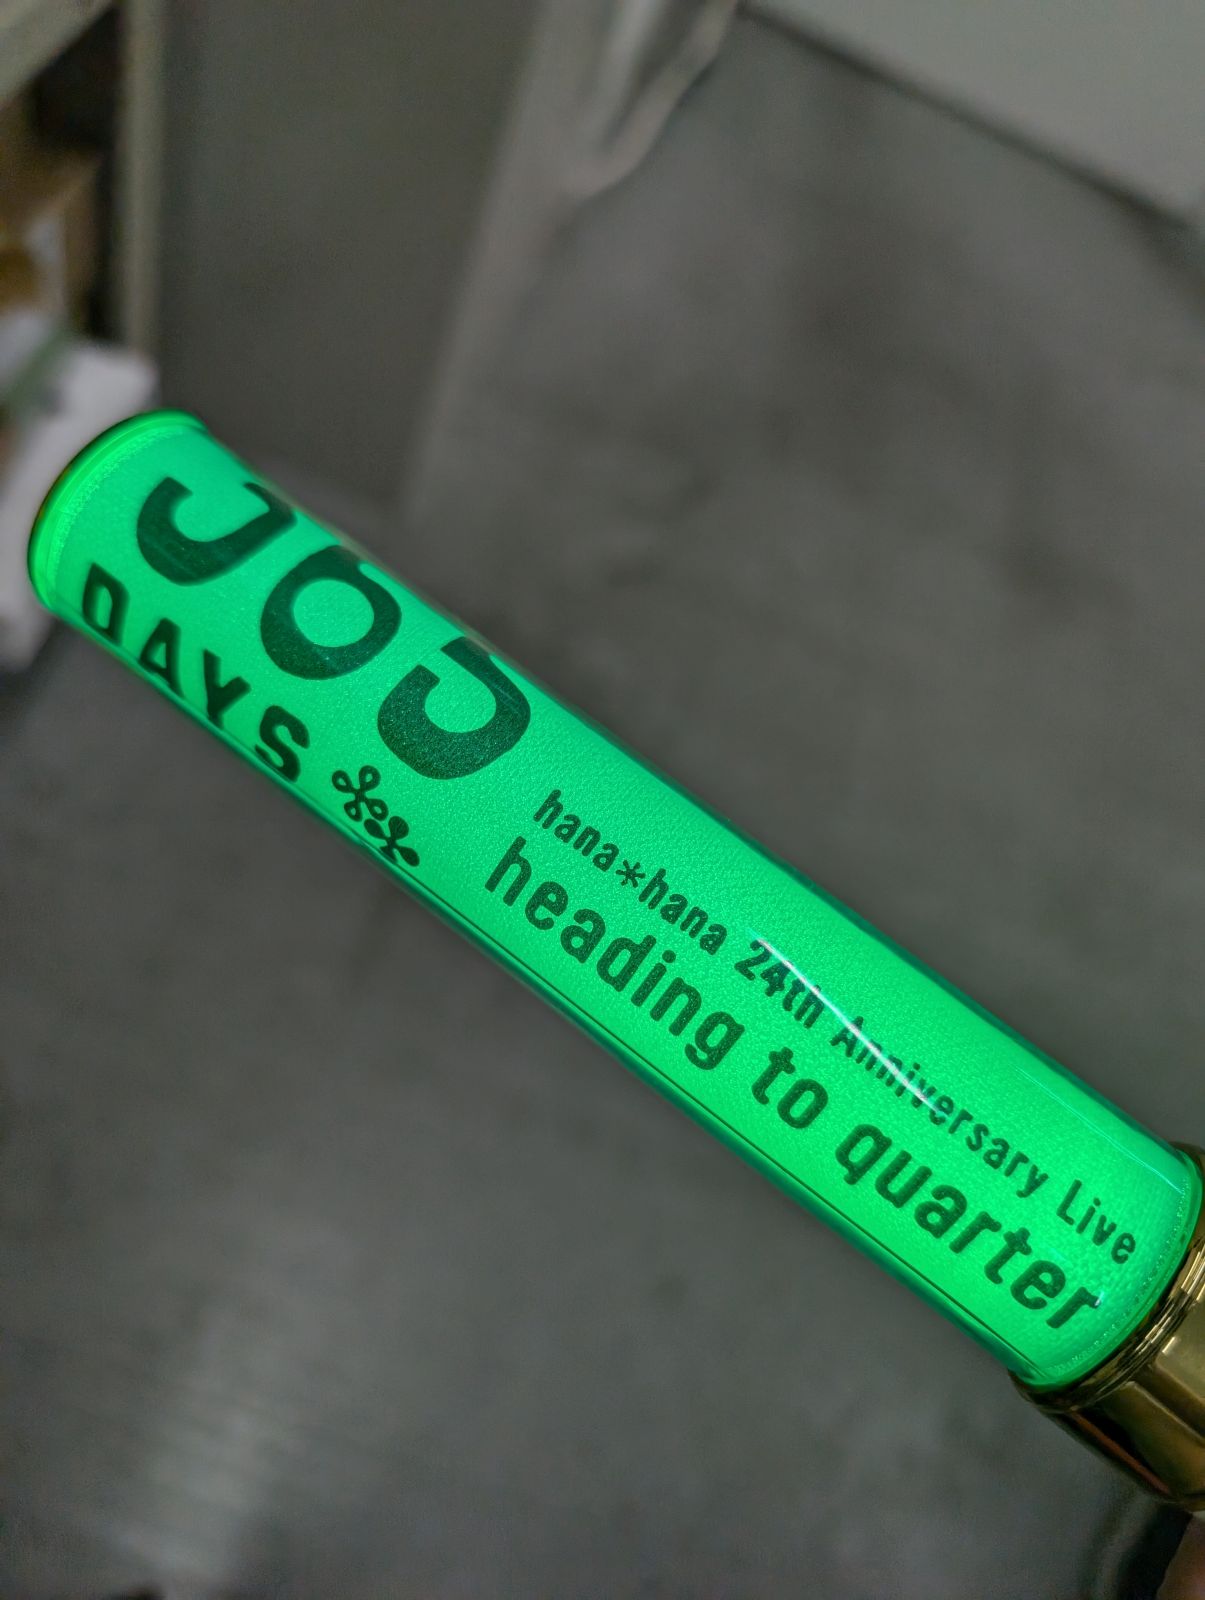 DAYS
hana*hana 24th Anniversary Live
heading to quarter